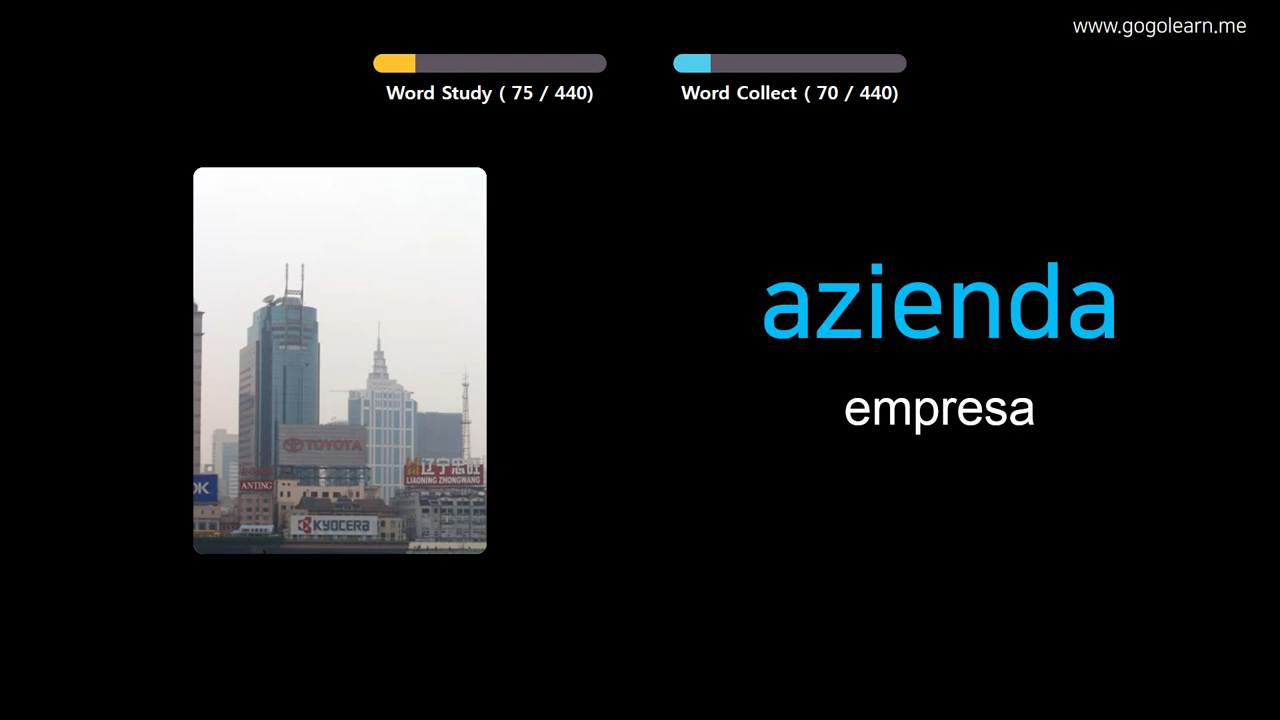 www.gogolearn.me
Word Study ( 75 / 440)
Word Collect ( 70 / 440)
azienda
empresa
TOYOTA
辽宁忠旺
LIAONING ZHONGWANG
ANTING
KYOCERA